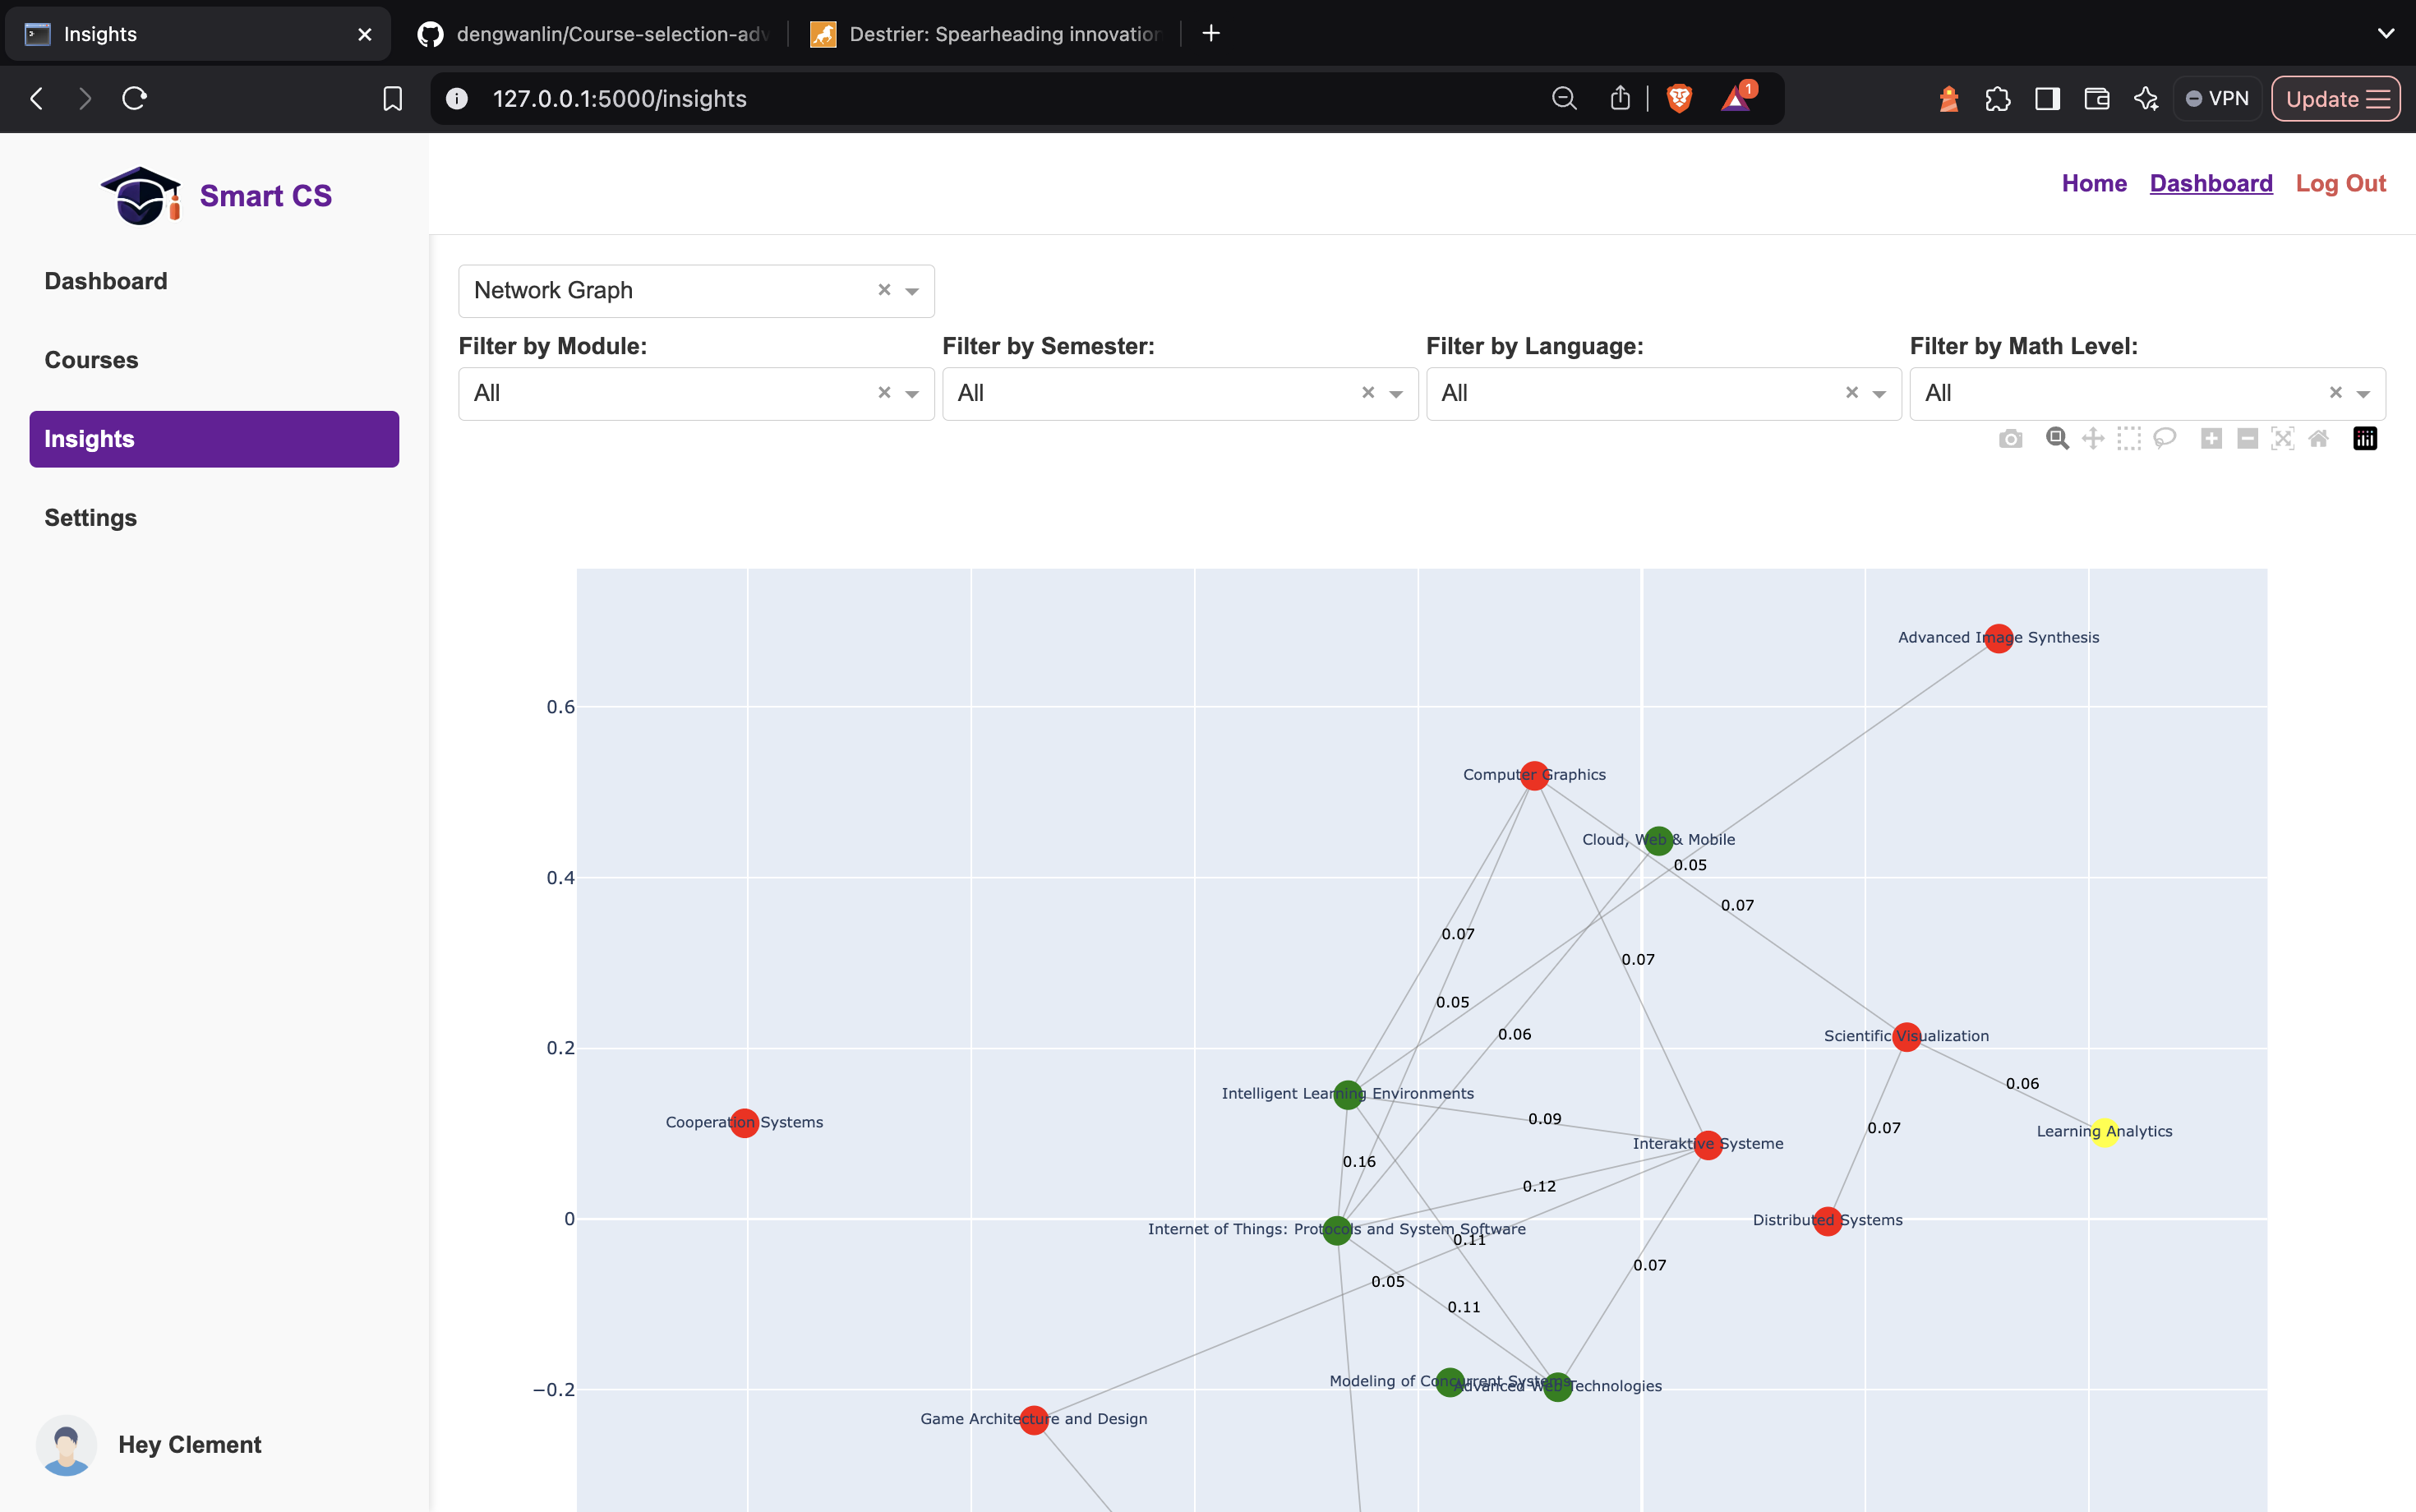 Insights
dengwanlin/Course-selection-adv
Destrier: Spearheading innovation
127.0.0.1:5000/insights
1
VPN
Update
Smart CS
Home
Dashboard
Log Out
Dashboard
Courses
Insights
Settings
Hey Clement
Network Graph
Filter by Module:
Filter by Semester:
Filter by Language:
Filter by Math Level:
All
All
All
All
Advanced Image Synthesis
0.6
Computer Graphics
Cloud, Web & Mobile
0.05
0.4
0.07
0.07
0.07
0.05
0.06
Scientific Visualization
0.2
0.06
Intelligent Learning Environments
0.09
Cooperation Systems
0.07
Learning Analytics
Interaktive Systeme
0.16
0.12
0
Distributed Systems
Internet of Things: Protocols and System Software
0.11
0.07
0.05
0.11
Modeling of Concurrent Systems
Advanced Web Technologies
−0.2
Game Architecture and Design